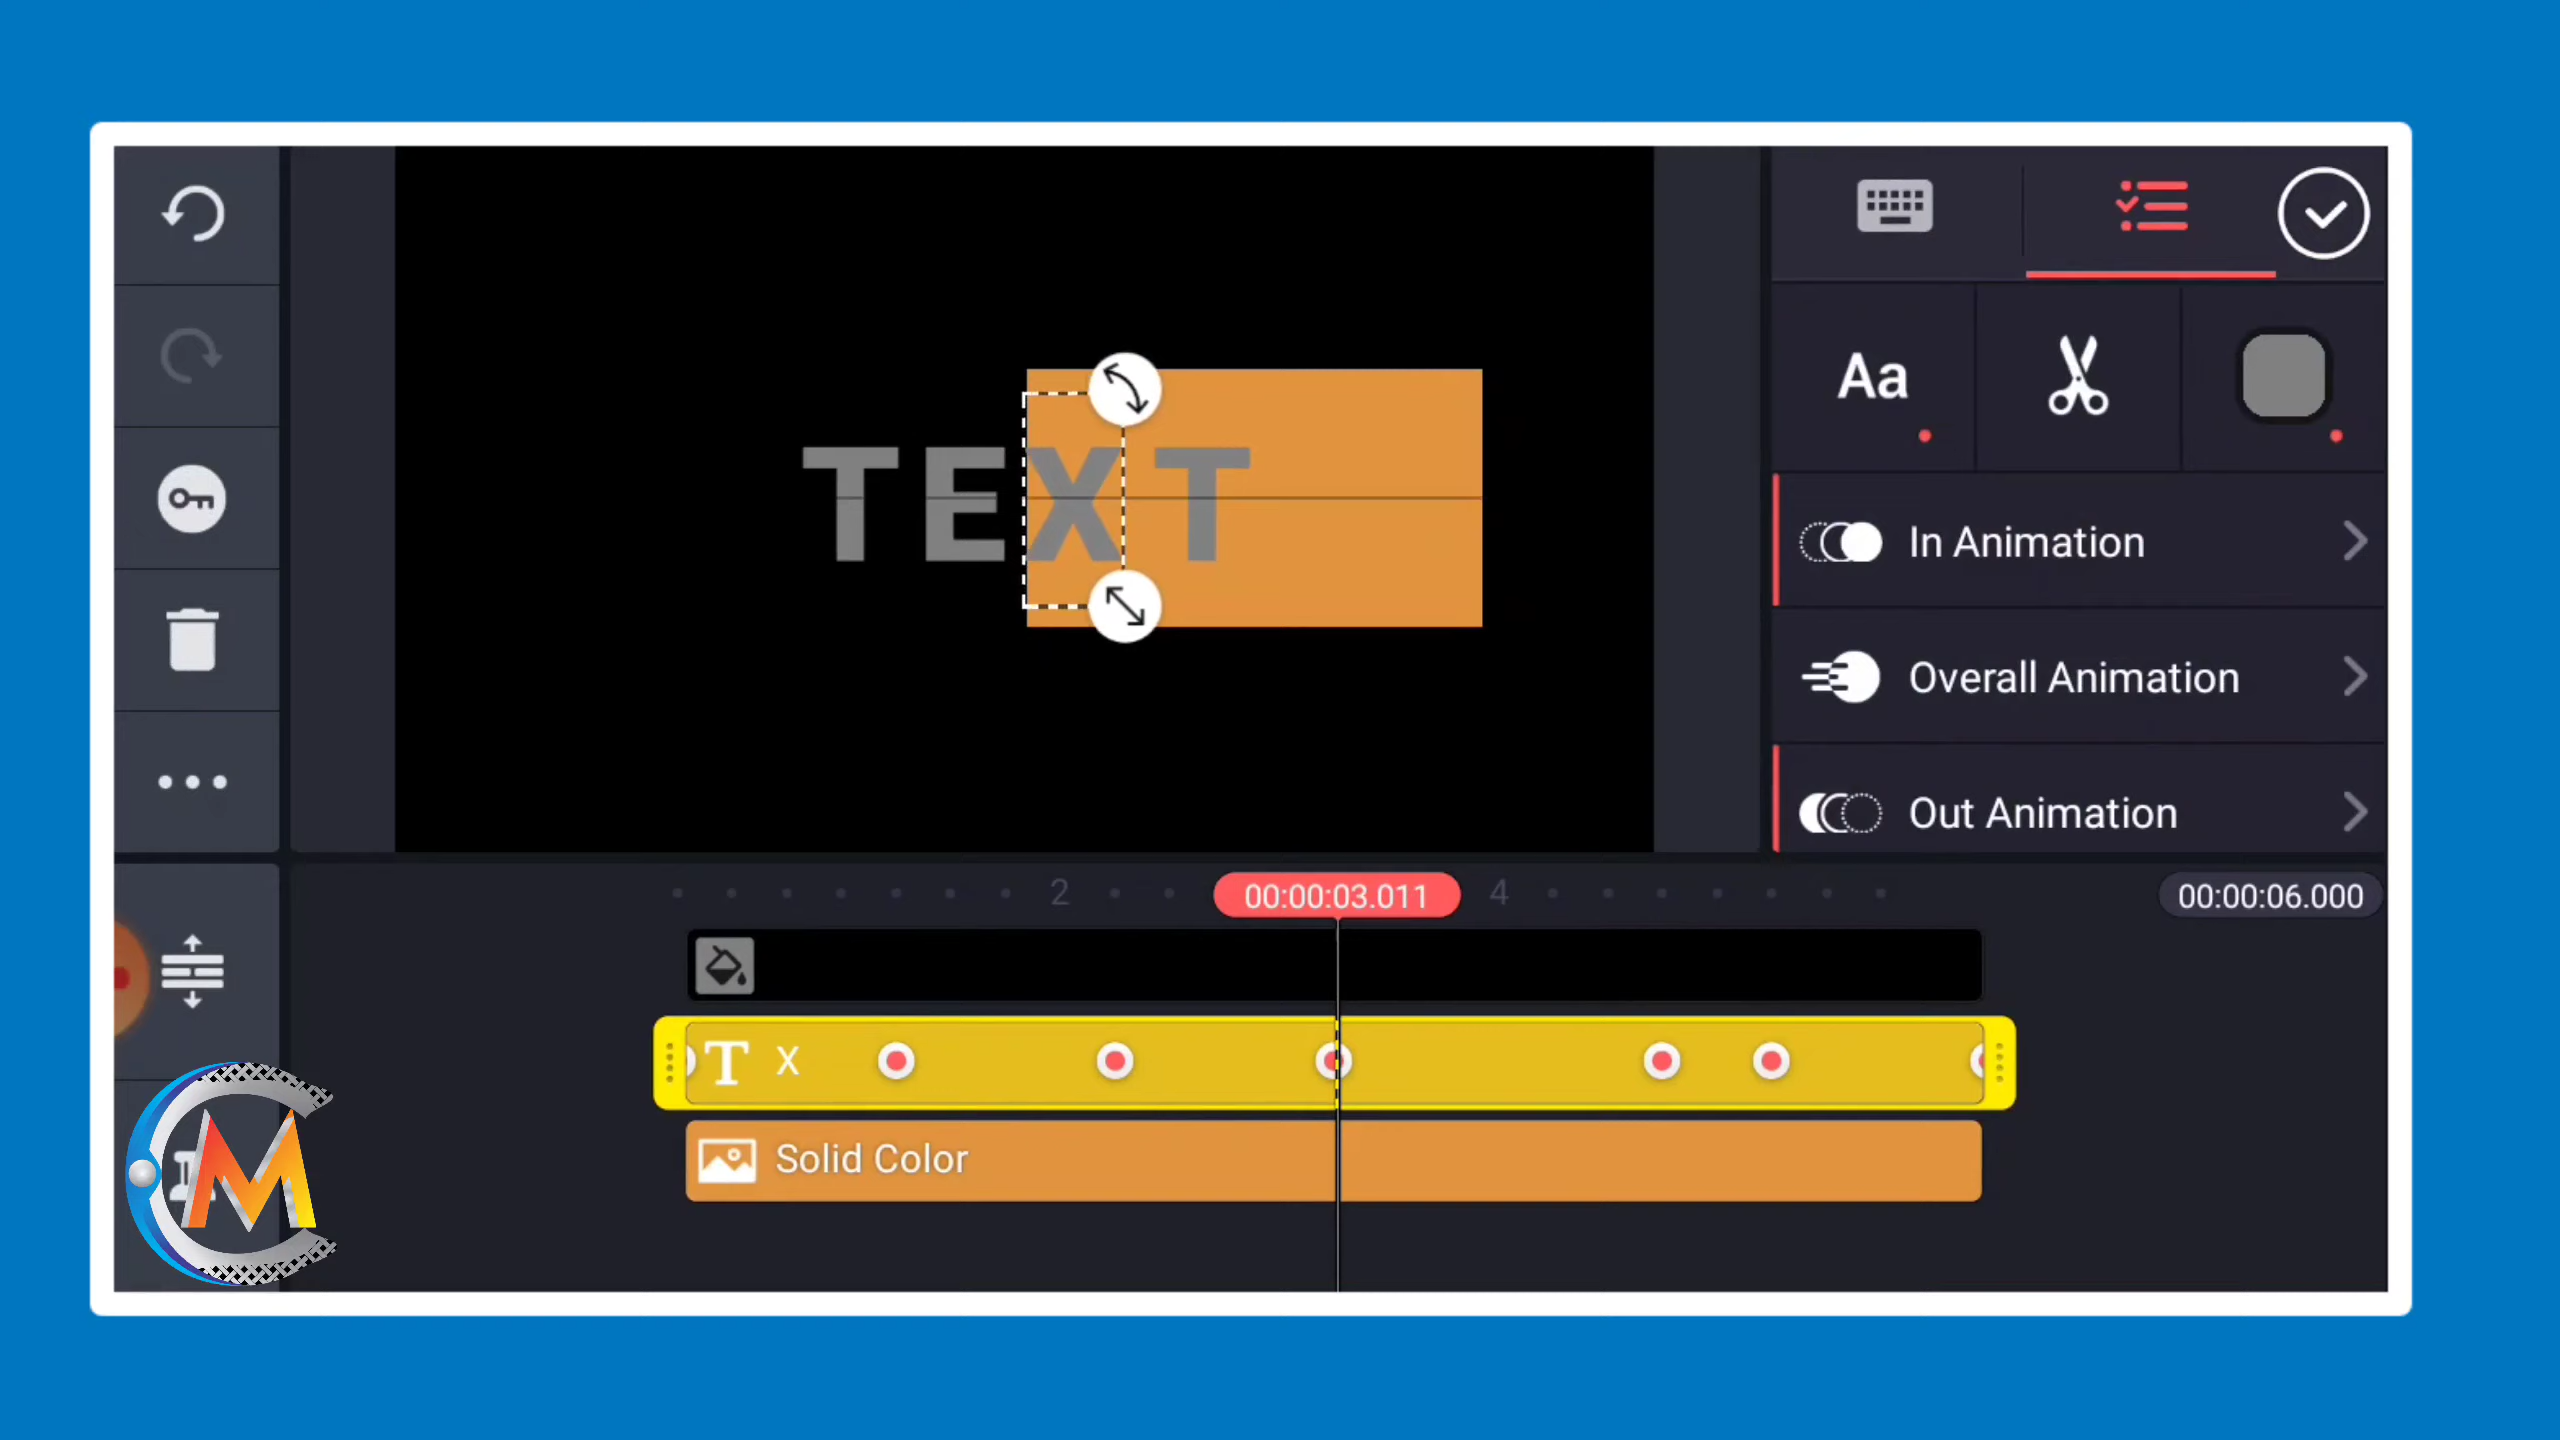 TEXT
Aa
In Animation
Overall Animation
Out Animation
2
00:00:03.011
4
00:00:06.000
T X
Solid Color
CM